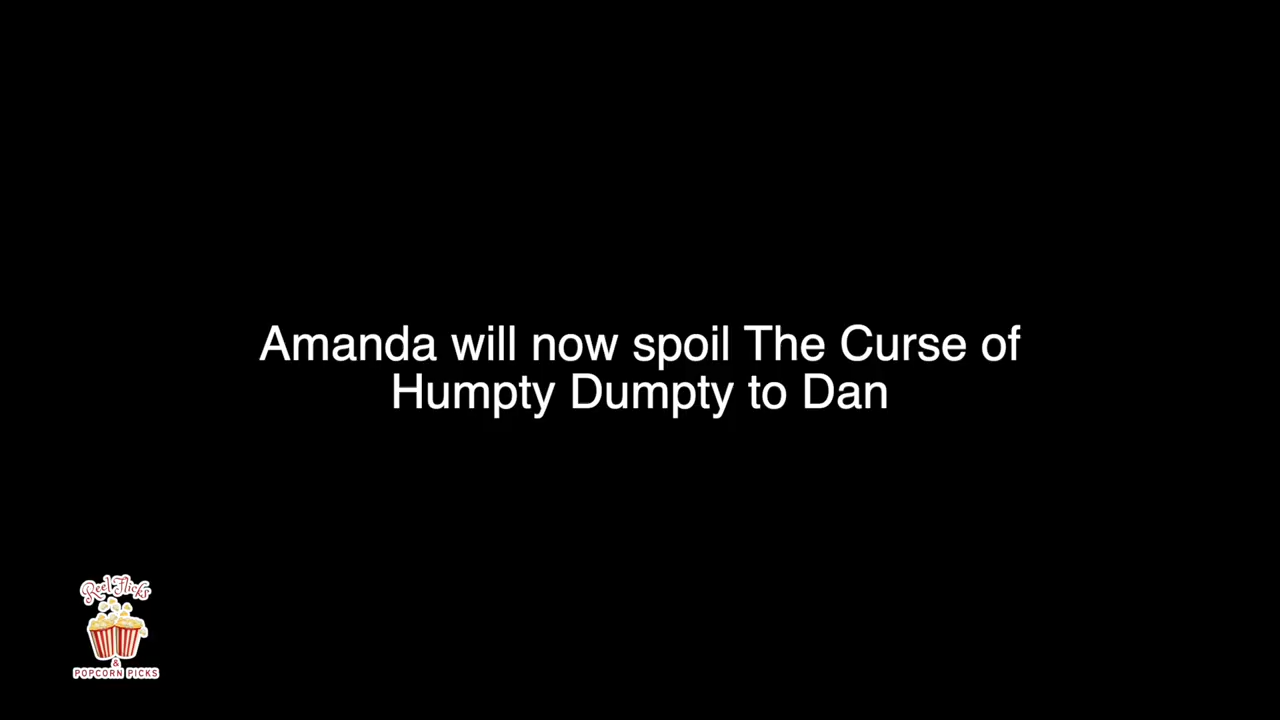 Amanda will now spoil The Curse of
Humpty Dumpty to Dan
Reel Flicks
&
POPCORN PICKS